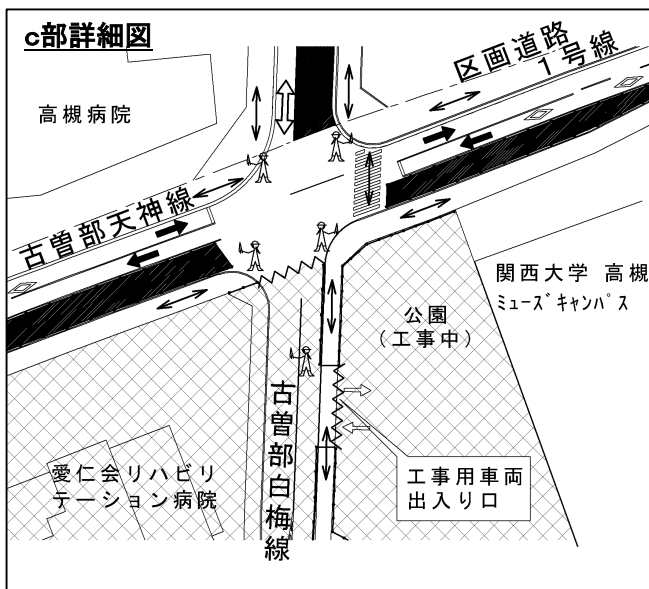 c部詳細図
区画道路
1号線
高槻病院
古曽部天神線
関西大学 高槻
ミューズキャンパス
公園
(工事中)
古曽部白梅線
愛仁会リハビリ
テーション病院
工事用車両
出入り口